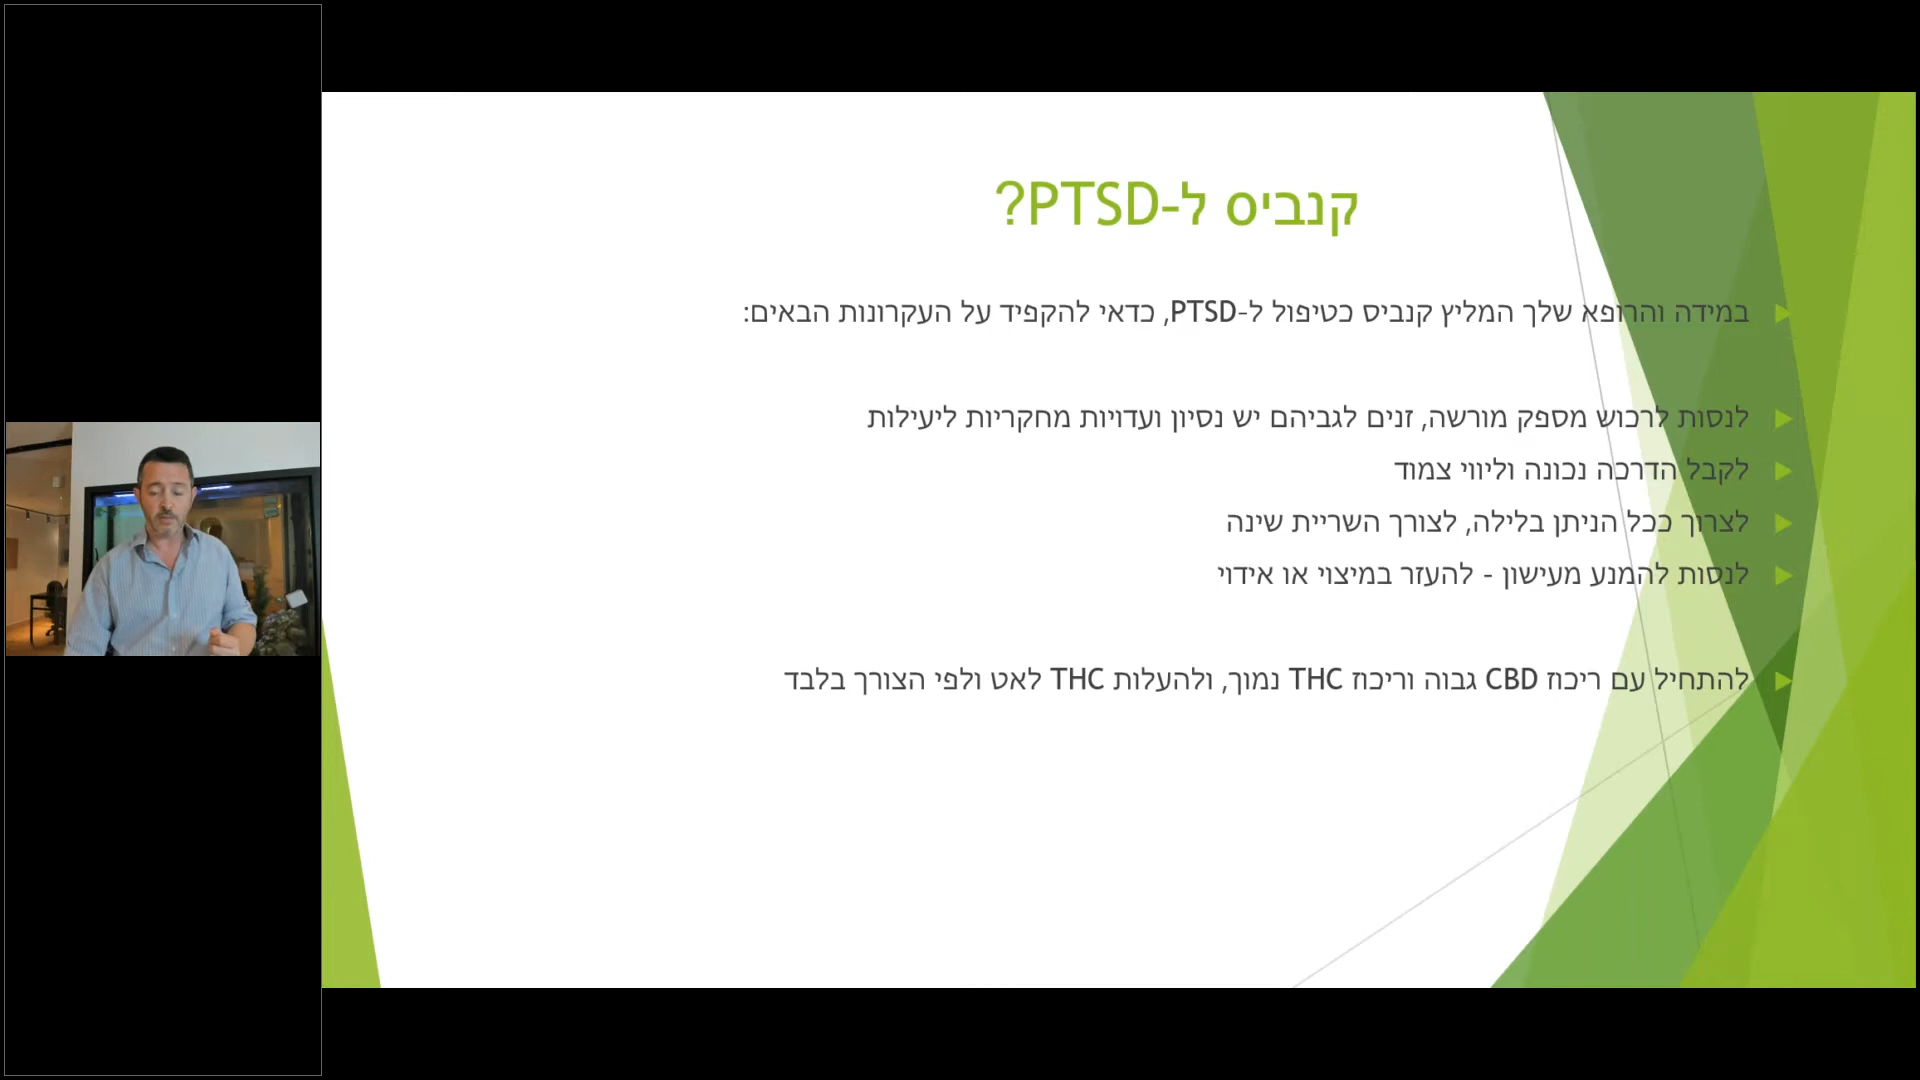 קנביס ל-PTSD?
במידה והרופא שלך המליץ קנביס כטיפול ל-PTSD, כדאי להקפיד על העקרונות הבאים:
לנסות לרכוש מספק מורשה, זנים לגביהם יש נסיון ועדויות מחקריות ליעילות
לקבל הדרכה נכונה וליווי צמוד
לצרוך ככל הניתן בלילה, לצורך השריית שינה
לנסות להמנע מעישון - להעזר במיצוי או אידוי
להתחיל עם ריכוז CBD גבוה וריכוז THC נמוך, ולהעלות THC לאט ולפי הצורך בלבד